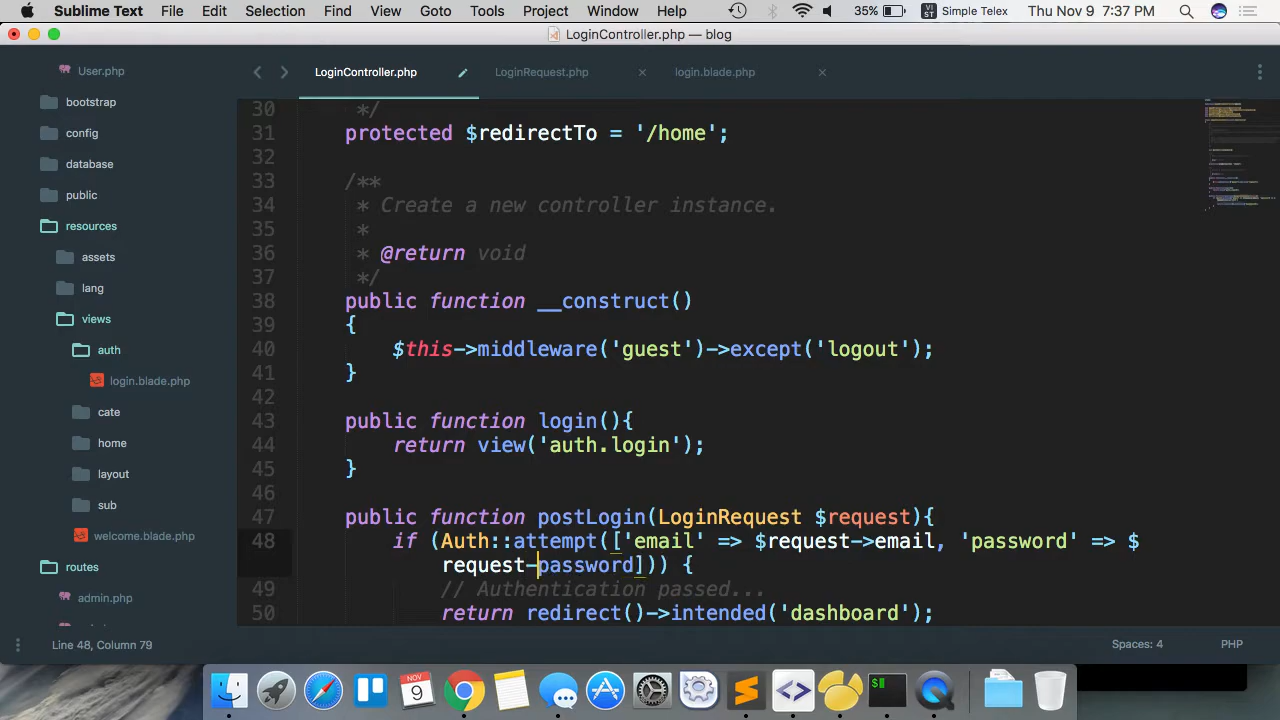 Sublime Text File Edit Selection Find View Goto Tools Project Window Help 35% VI ST Simple Telex Thu Nov 9 7:37 PM
LoginController.php — blog
User.php
bootstrap
config
database
public
resources
assets
lang
views
auth
login.blade.php
cate
home
layout
sub
welcome.blade.php
routes
admin.php
LoginController.php LoginRequest.php login.blade.php
30 */
31 protected $redirectTo = '/home';
32
33 /**
34 * Create a new controller instance.
35 *
36 * @return void
37 */
38 public function __construct()
39 {
40 $this->middleware('guest')->except('logout');
41 }
42
43 public function login(){
44 return view('auth.login');
45 }
46
47 public function postLogin(LoginRequest $request){
48 if (Auth::attempt(['email' => $request->email, 'password' => $
request-password])) {
49 // Authentication passed...
50 return redirect()->intended('dashboard');
Line 48, Column 79 Spaces: 4 PHP
NOV
9